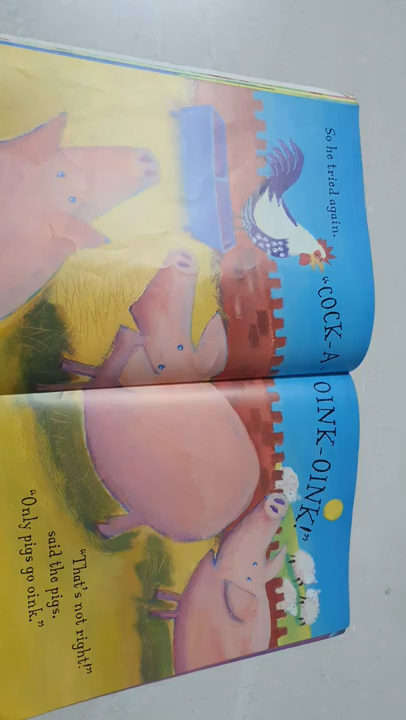 So he tried again.
"COCK-A-OINK-OINK!"
"That's not right!"
said the pigs.
"Only pigs go oink."